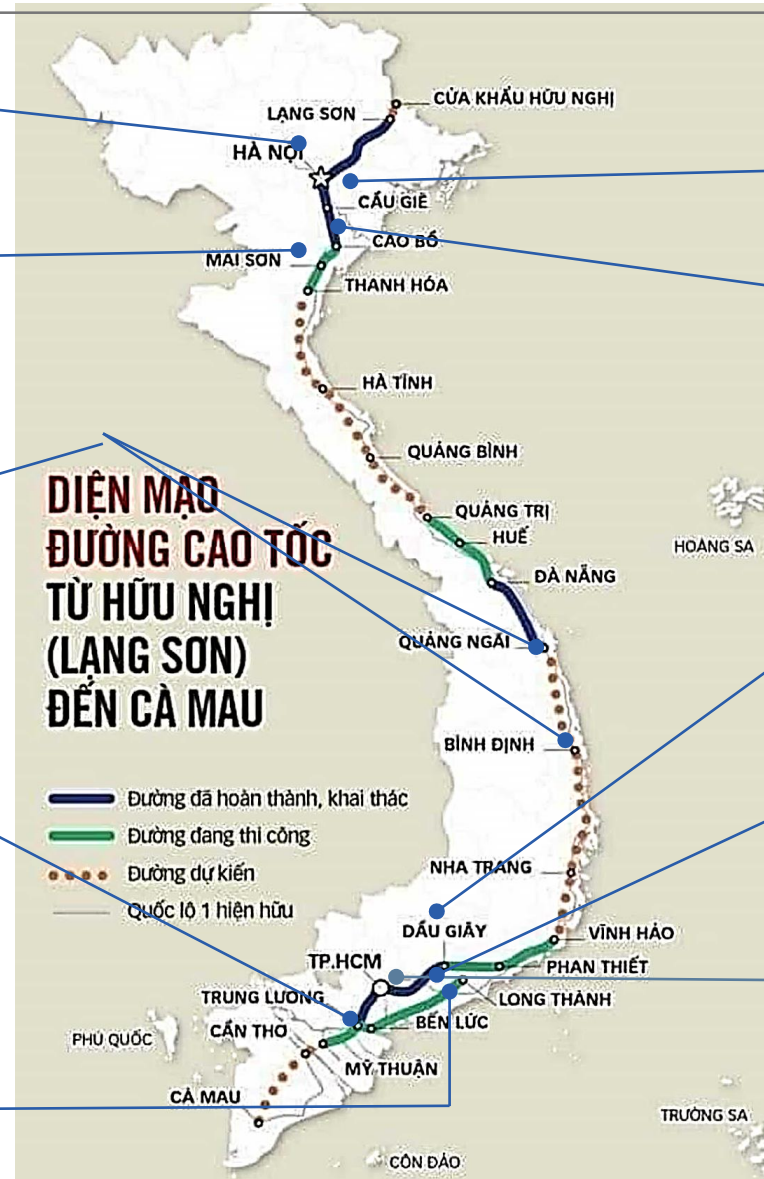 CỬA KHẨU HỮU NGHỊ
LẠNG SƠN
HÀ NỘI
CẦU GIẼ
CAO BỒ
MAI SƠN
THANH HÓA
HÀ TĨNH
QUẢNG BÌNH
QUẢNG TRỊ
HUẾ
HOÀNG SA
ĐÀ NẴNG
QUẢNG NGÃI
BÌNH ĐỊNH
DIỆN MẠO
ĐƯỜNG CAO TỐC
TỪ HỮU NGHỊ
(LẠNG SƠN)
ĐẾN CÀ MAU
Đường đã hoàn thành, khai thác
Đường đang thi công
Đường dự kiến
Quốc lộ 1 hiện hữu
NHA TRANG
DẦU GIÂY
VĨNH HẢO
TP.HCM
PHAN THIẾT
TRUNG LƯƠNG
LONG THÀNH
CẦN THƠ
BẾN LỨC
PHÚ QUỐC
MỸ THUẬN
CÀ MAU
TRƯỜNG SA
CÔN ĐẢO